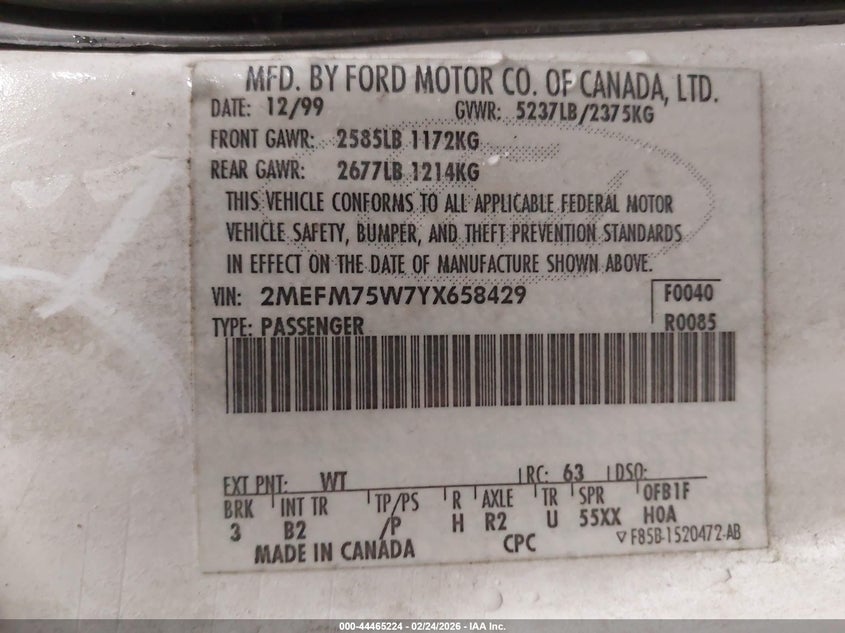 MFD. BY FORD MOTOR CO. OF CANADA, LTD.
DATE: 12/99 GVWR: 5237LB/2375KG
FRONT GAWR: 2585LB 1172KG
REAR GAWR: 2677LB 1214KG
THIS VEHICLE CONFORMS TO ALL APPLICABLE FEDERAL MOTOR
VEHICLE SAFETY, BUMPER, AND THEFT PREVENTION STANDARDS
IN EFFECT ON THE DATE OF MANUFACTURE SHOWN ABOVE.
VIN: 2MEFM75W7YX658429 F0040
TYPE: PASSENGER R0085
EXT PNT: WT RC: 63 DSO:
BRK INT TR TP/PS R AXLE TR SPR OFB1F
3 B2 /P H R2 U 55XX H0A
MADE IN CANADA CPC ▽ F85B-1520472-AB
000-44465224 - 02/24/2026 - IAA Inc.